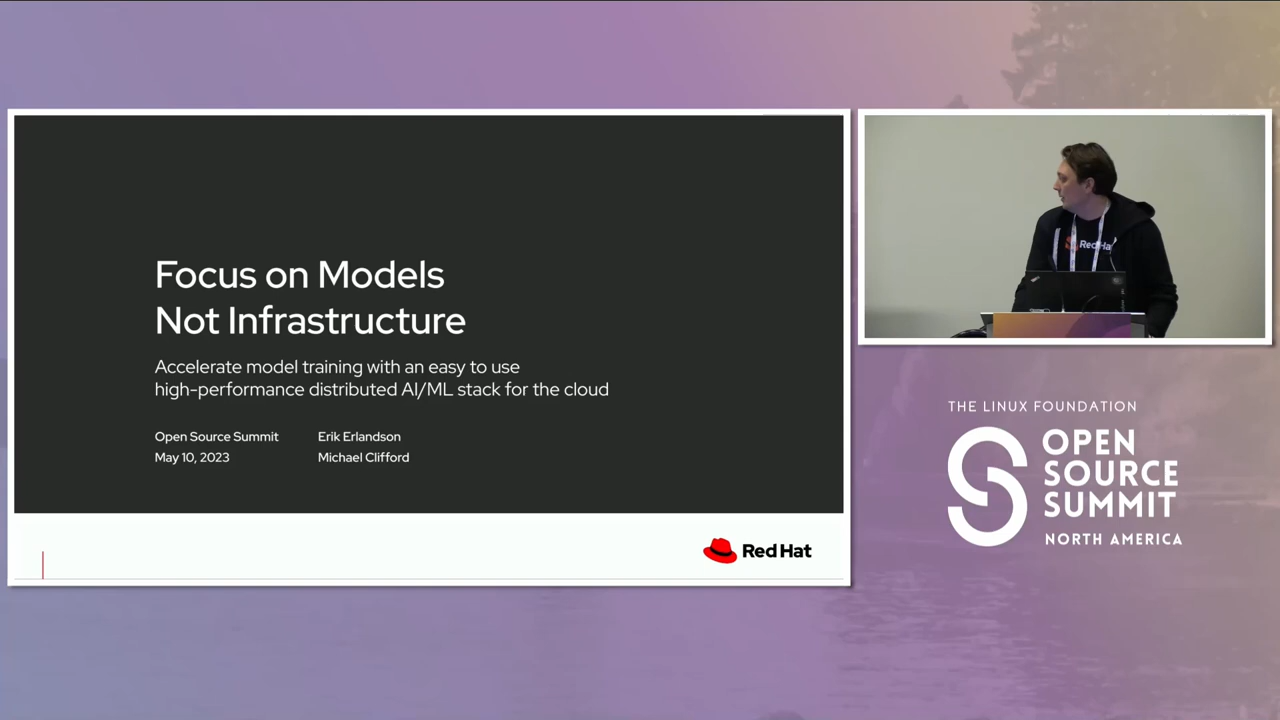 Focus on Models
Not Infrastructure
Accelerate model training with an easy to use
high-performance distributed AI/ML stack for the cloud
Open Source Summit
May 10, 2023
Erik Erlandson
Michael Clifford
Red Hat
Red Hat
THE LINUX FOUNDATION
OPEN
SOURCE
SUMMIT
NORTH AMERICA